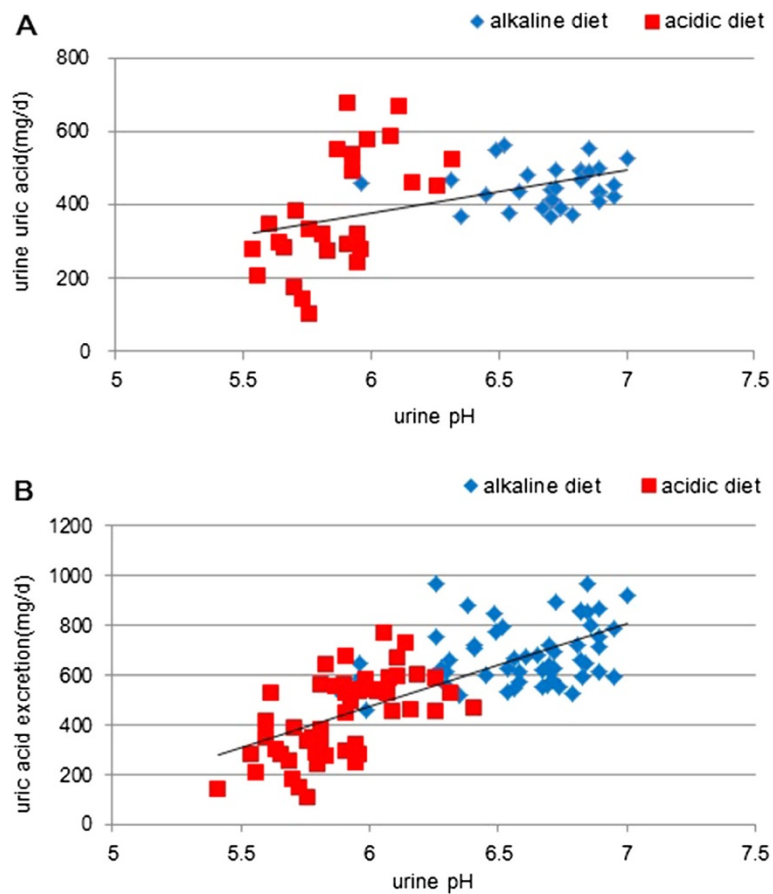 A
alkaline diet acidic diet
800
600
400
200
0
urine uric acid(mg/d)
5 5.5 6 6.5 7 7.5
urine pH
B
alkaline diet acidic diet
1200
1000
800
600
400
200
0
uric acid excretion(mg/d)
5 5.5 6 6.5 7 7.5
urine pH